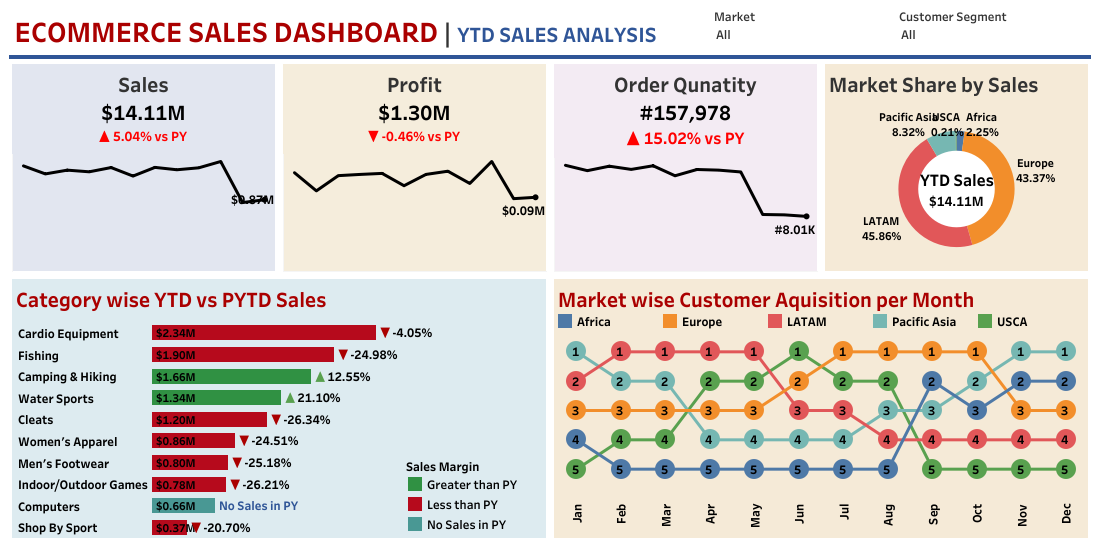 ECOMMERCE SALES DASHBOARD | YTD SALES ANALYSIS
Market
All
Customer Segment
All
Sales
$14.11M
▲ 5.04% vs PY
$0.87M
Profit
$1.30M
▼ -0.46% vs PY
$0.09M
Order Qunatity
#157,978
▲ 15.02% vs PY
#8.01K
Market Share by Sales
Pacific Asia
8.32%
USCA
0.21%
Africa
2.25%
Europe
43.37%
YTD Sales
$14.11M
LATAM
45.86%
Category wise YTD vs PYTD Sales
Cardio Equipment $2.34M ▼ -4.05%
Fishing $1.90M ▼ -24.98%
Camping & Hiking $1.66M ▲ 12.55%
Water Sports $1.34M ▲ 21.10%
Cleats $1.20M ▼ -26.34%
Women's Apparel $0.86M ▼ -24.51%
Men's Footwear $0.80M ▼ -25.18%
Indoor/Outdoor Games $0.78M ▼ -26.21%
Computers $0.66M No Sales in PY
Shop By Sport $0.37M ▼ -20.70%
Sales Margin
Greater than PY
Less than PY
No Sales in PY
Market wise Customer Aquisition per Month
Africa Europe LATAM Pacific Asia USCA
1 1 1 1 1 1 1 1 1 1 1 1
2 2 2 2 2 2 2 2 2 2 2 2
3 3 3 3 3 3 3 3 3 3 3 3
4 4 4 4 4 4 4 4 4 4 4 4
5 5 5 5 5 5 5 5 5 5 5 5
Jan Feb Mar Apr May Jun Jul Aug Sep Oct Nov Dec